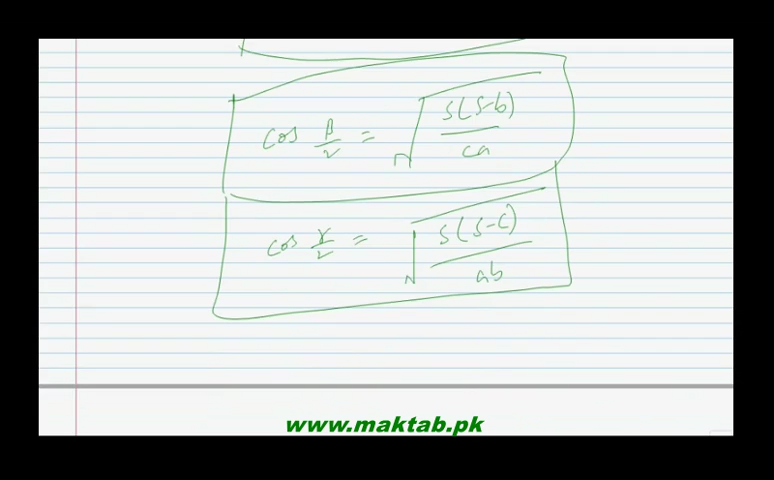 cos β/2 = √(s(s-b)/ca)
cos γ/2 = √(s(s-c)/ab)
www.maktab.pk